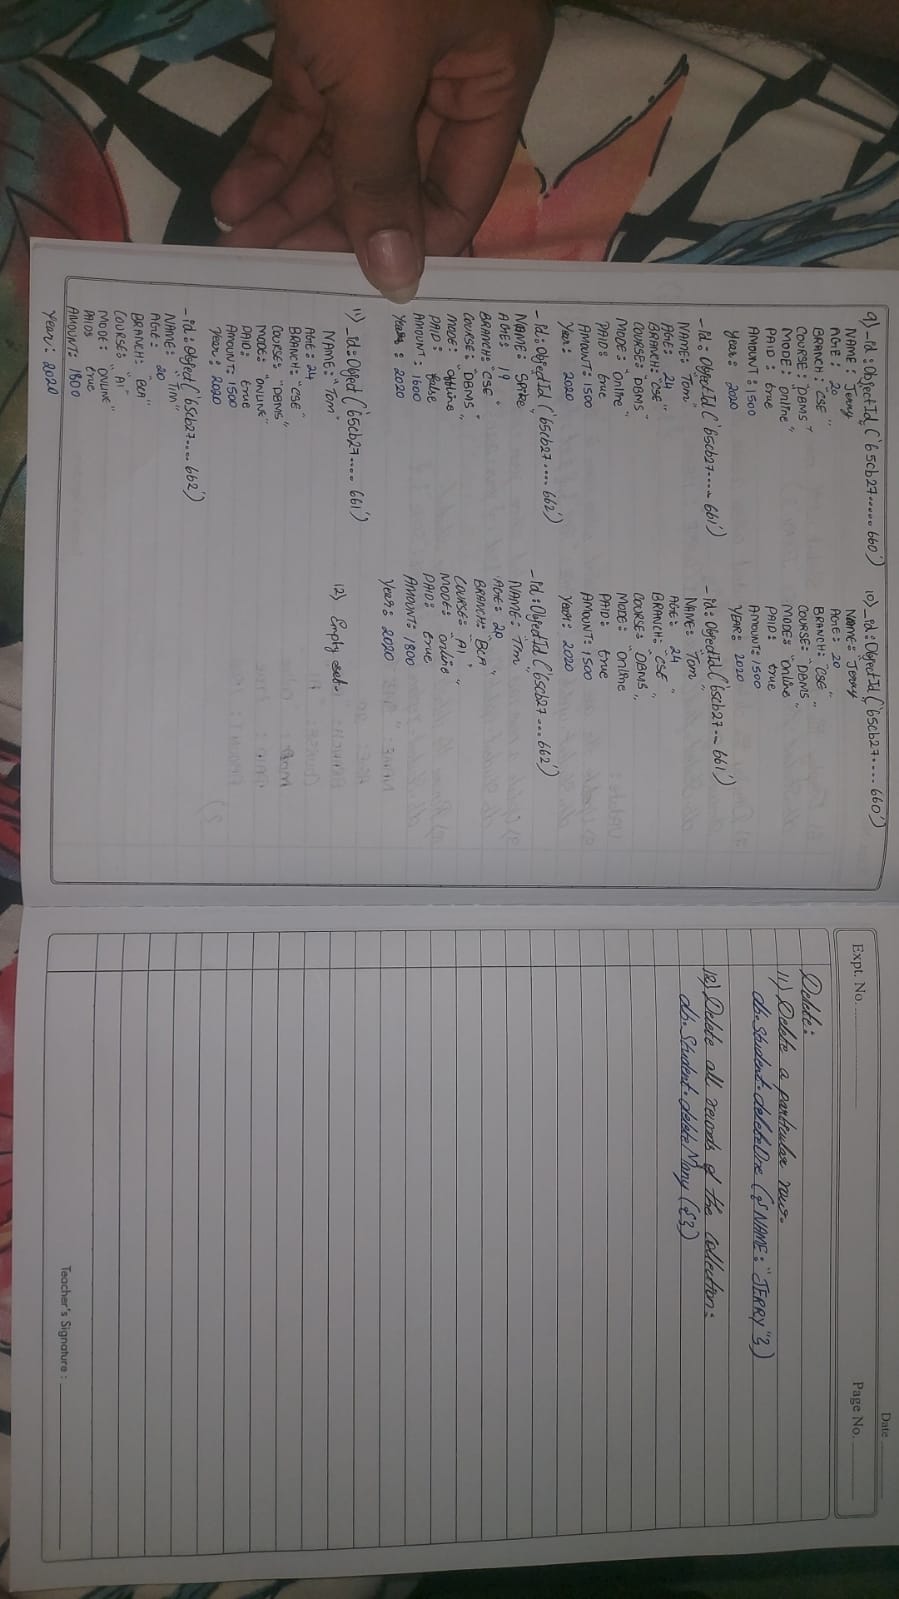 9) _id: ObjectId ('65cb27..... 660')
NAME: "Jerry"
AGE: 20
BRANCH: "CSE"
COURSE: "DBMS"
MODE: "online"
PAID: true
AMOUNT: 1500
Year: 2020
_id: ObjectId ('65cb27..... 661')
NAME: "Tom"
AGE: 24
BRANCH: "CSE"
COURSE: "DBMS"
MODE: "online"
PAID: true
AMOUNT: 1500
Year: 2020
_id: ObjectId ('65cb27.... 662')
NAME: "Spike"
AGE: 19
BRANCH: "CSE"
COURSE: "DBMS"
MODE: "offline"
PAID: false
AMOUNT: 1600
Year: 2020
11) _id: Object ('65cb27.... 661')
NAME: "Tom"
AGE: 24
BRANCH: "CSE"
COURSE: "DBMS"
MODE: "ONLINE"
PAID: true
AMOUNT: 1500
Year: 2020
_id: Object ('65cb27.... 662')
NAME: "Tim"
AGE: 20
BRANCH: "BCA"
COURSE: "AI"
MODE: "ONLINE"
PAID: true
AMOUNT: 1800
Year: 2020
10) _id: ObjectId ('65cb27.... 660')
NAME: "Jerry"
AGE: 20
BRANCH: "CSE"
COURSE: "DBMS"
MODE: "online"
PAID: true
AMOUNT: 1500
YEAR: 2020
_id: ObjectId ('65cb27... 661')
NAME: "Tom"
AGE: 24
BRANCH: "CSE"
COURSE: "DBMS"
MODE: "online
PAID: true
AMOUNT: 1500
Year: 2020
_id: ObjectId ('65cb27... 662')
NAME: "Tim"
AGE: 20
BRANCH: "BCA"
COURSE: "AI"
MODE: "online"
PAID: true
AMOUNT: 1800
Year: 2020
12) Empty set.
Date
Expt. No.
Page No.
Delete:
11) Delete a particular row.
db.Student.deleteOne ({NAME: "JERRY"})
12) Delete all records of the collection:
db.Student.deleteMany ({})
Teacher's Signature :